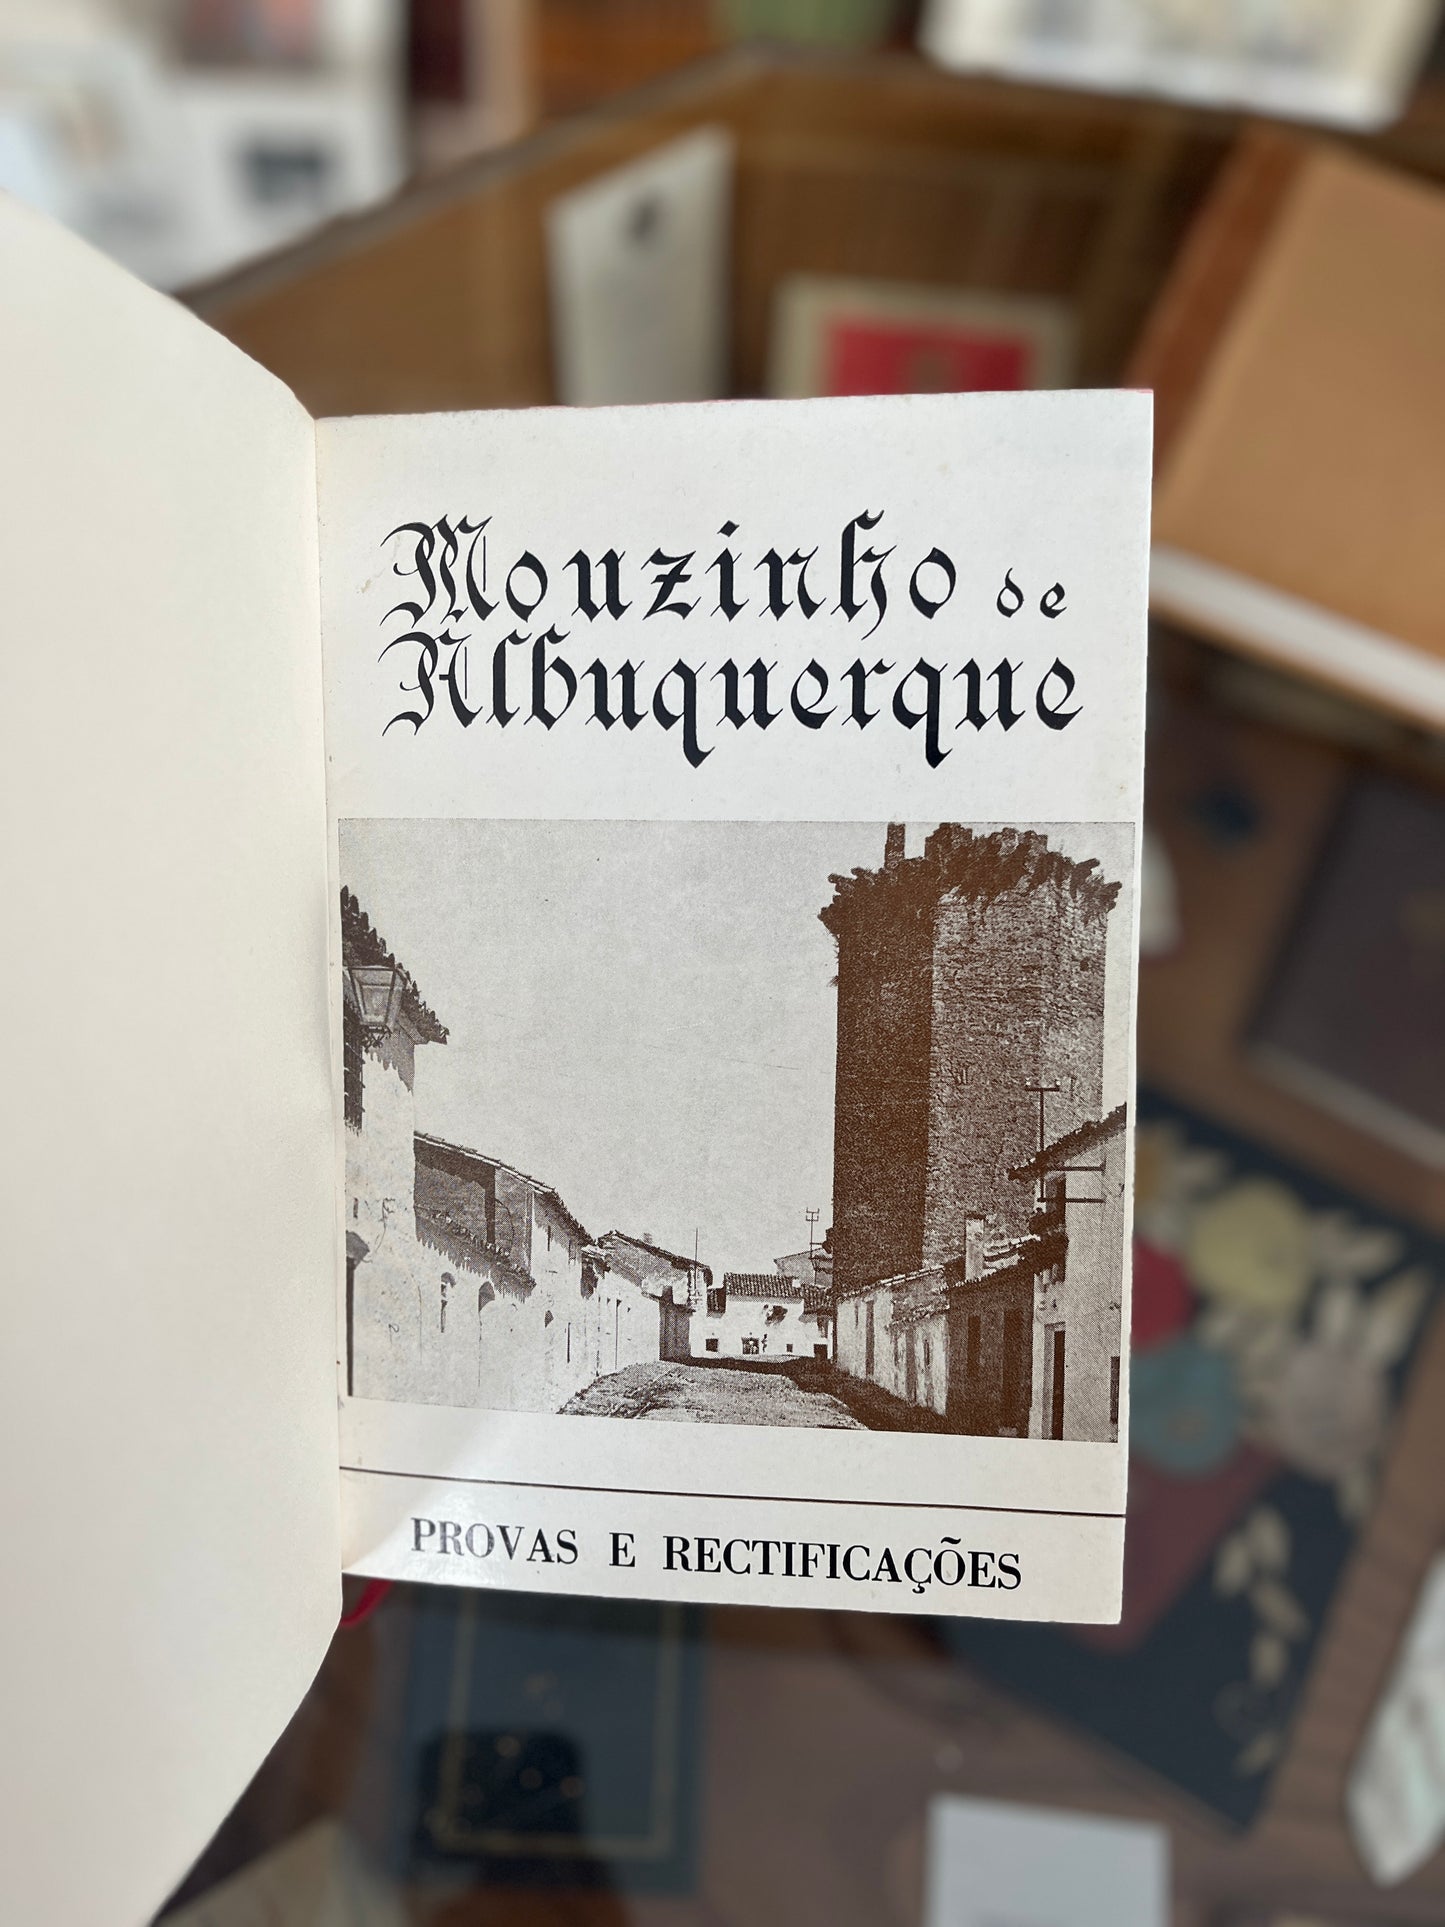 Mouzinho de
Albuquerque
PROVAS E RECTIFICAÇÕES